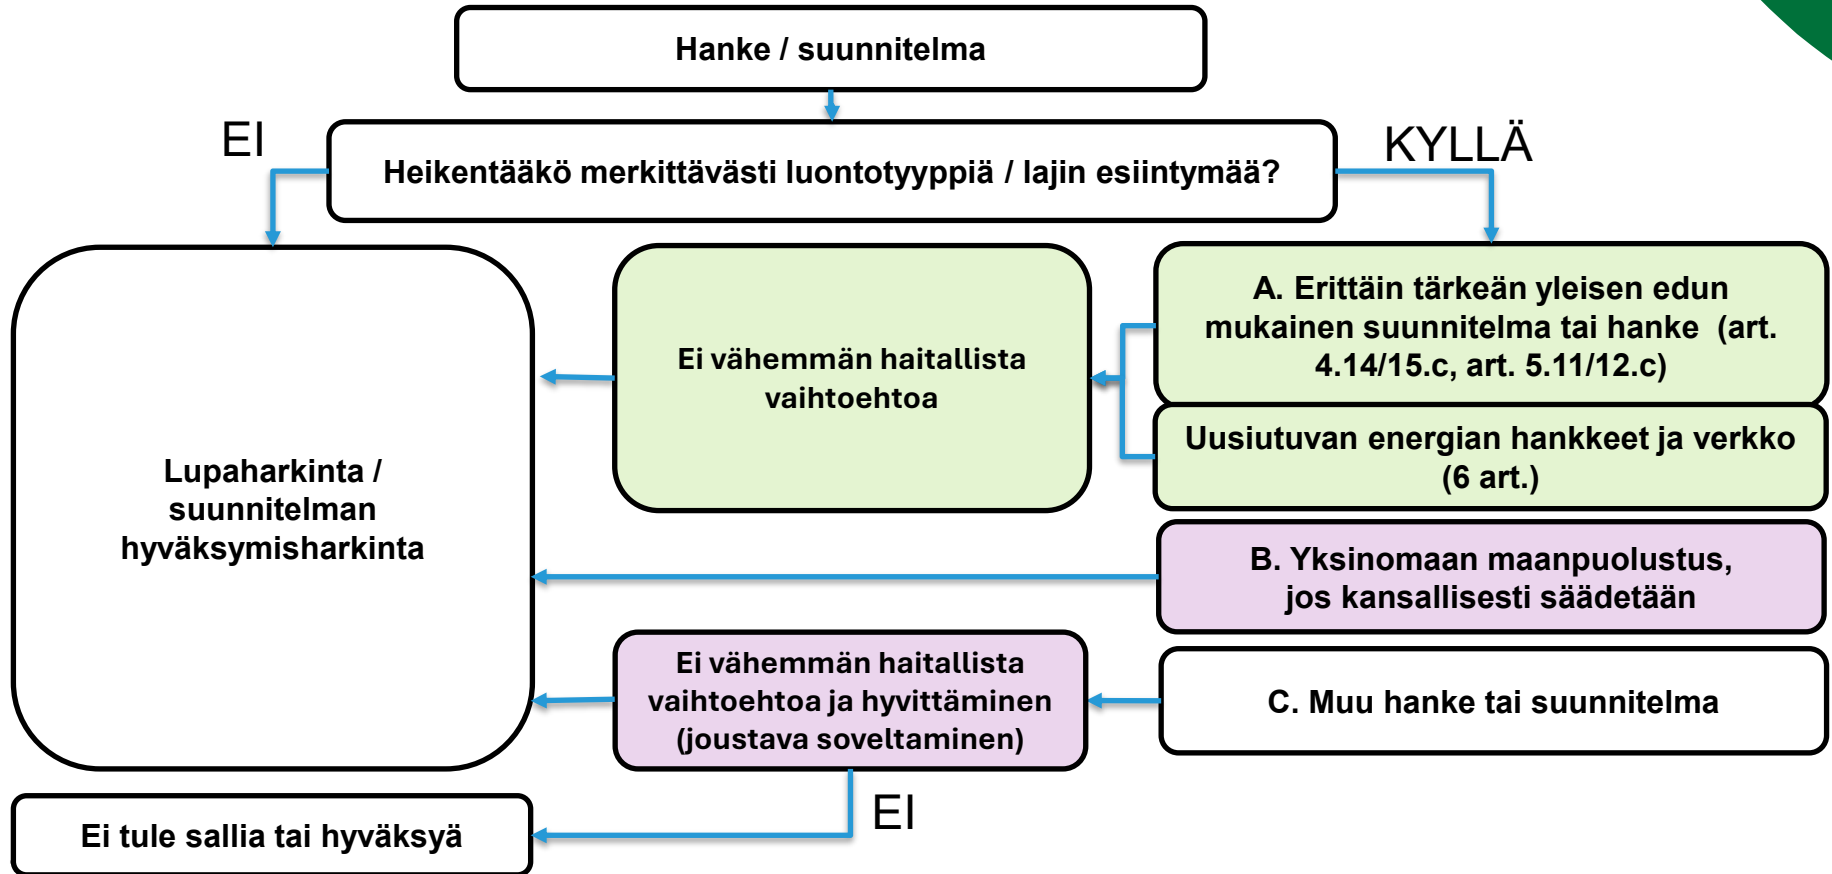 Hanke / suunnitelma
EI
KYLLÄ
Heikentääkö merkittävästi luontotyyppiä / lajin esiintymää?
A. Erittäin tärkeän yleisen edun
mukainen suunnitelma tai hanke (art.
4.14/15.c, art. 5.11/12.c)
Ei vähemmän haitallista
vaihtoehtoa
Uusiutuvan energian hankkeet ja verkko
(6 art.)
Lupaharkinta /
suunnitelman
hyväksymisharkinta
B. Yksinomaan maanpuolustus,
jos kansallisesti säädetään
Ei vähemmän haitallista
vaihtoehtoa ja hyvittäminen
(joustava soveltaminen)
C. Muu hanke tai suunnitelma
EI
Ei tule sallia tai hyväksyä